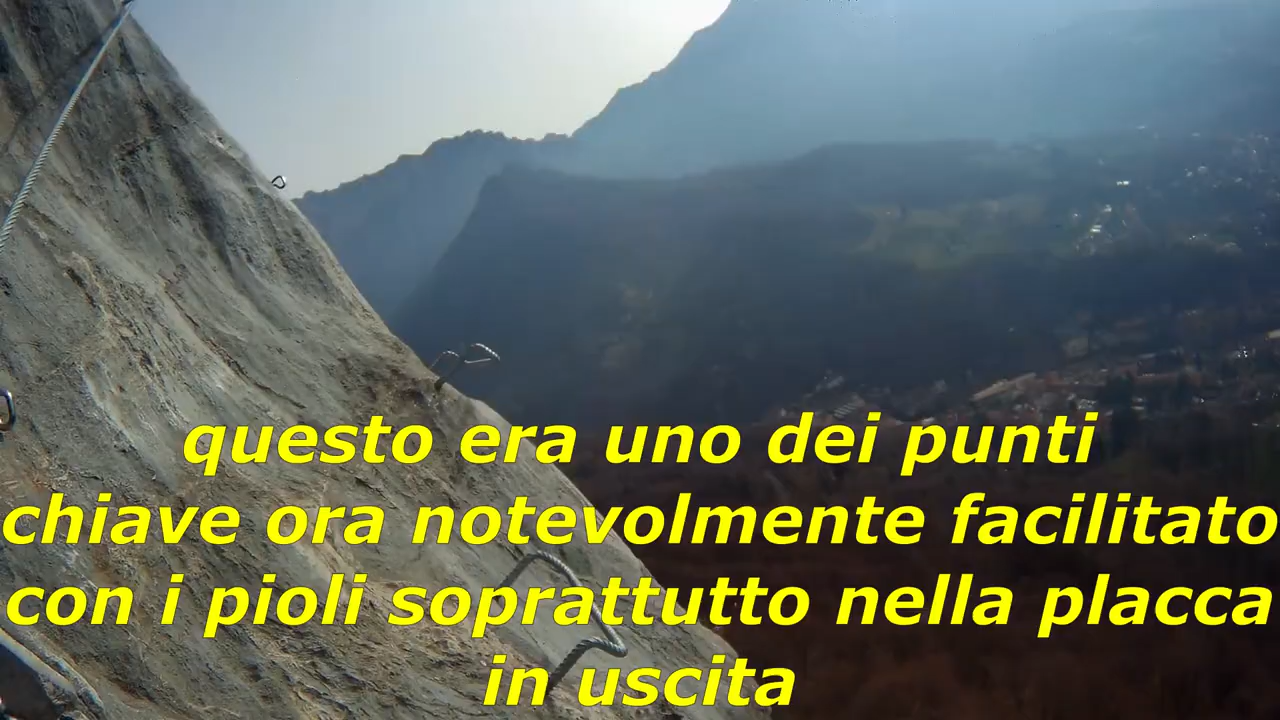 questo era uno dei punti
chiave ora notevolmente facilitato
con i pioli soprattutto nella placca
in uscita